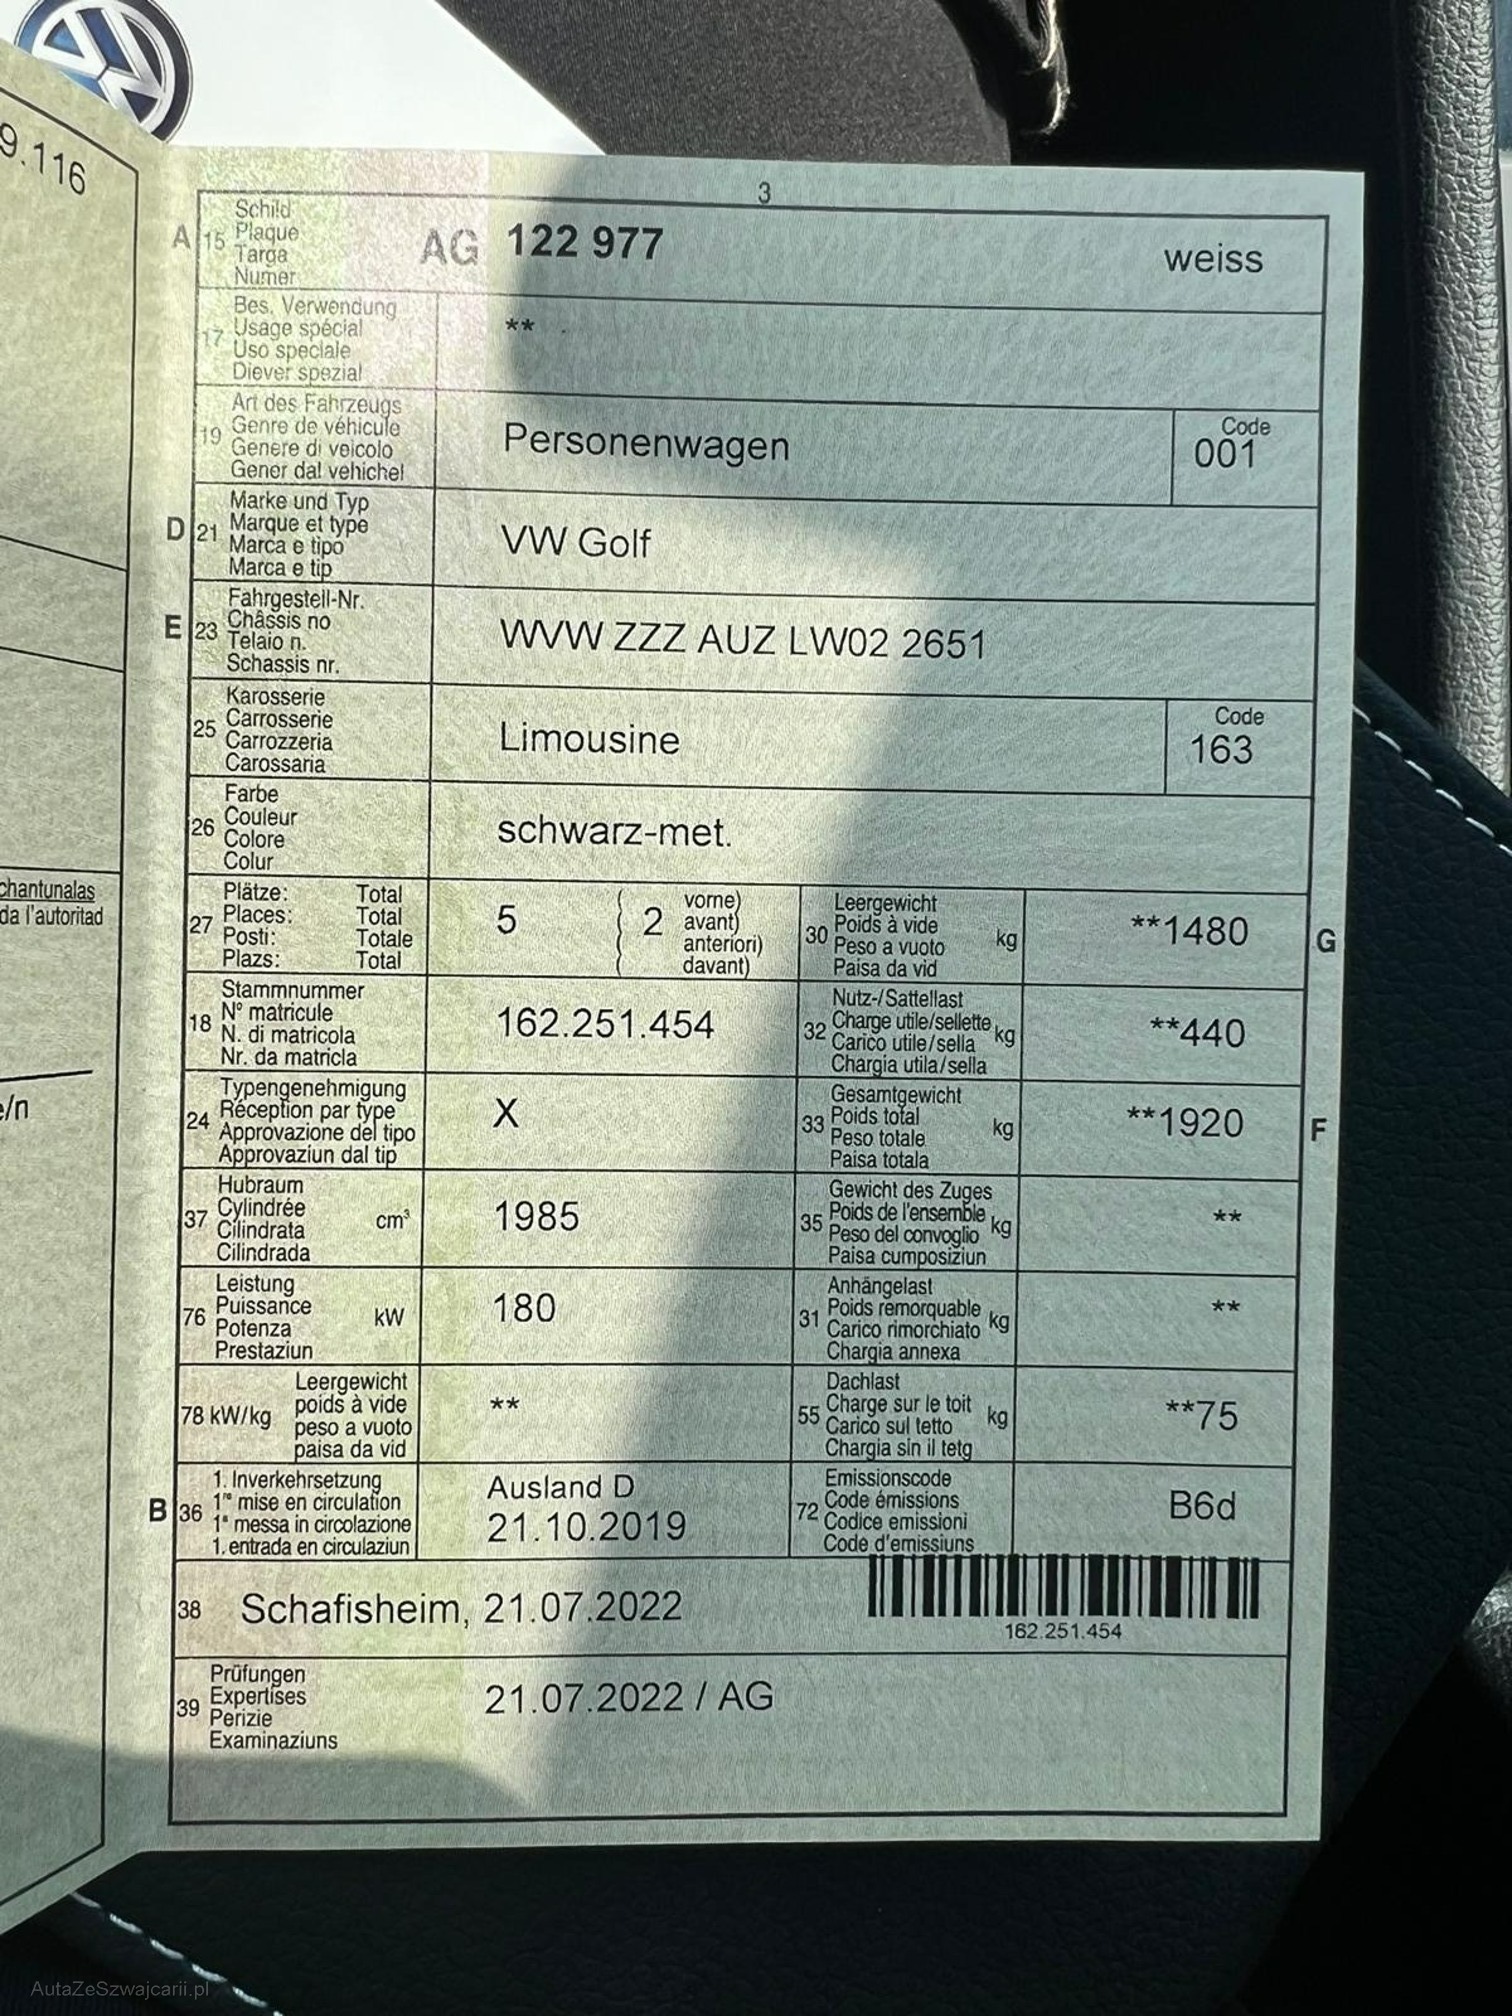 9.116
chantunalas
da l'autoritad
e/n
3
A 15 Schild
Plaque
Targa
Numer
AG 122 977 weiss
17 Bes. Verwendung
Usage spécial
Uso speciale
Diever spezial
**
19 Art des Fahrzeugs
Genre de véhicule
Genere di veicolo
Gener dal vehichel
Personenwagen
Code
001
D 21 Marke und Typ
Marque et type
Marca e tipo
Marca e tip
VW Golf
E 23 Fahrgestell-Nr.
Châssis no
Telaio n.
Schassis nr.
WVW ZZZ AUZ LW02 2651
25 Karosserie
Carrosserie
Carrozzeria
Carossaria
Limousine
Code
163
26 Farbe
Couleur
Colore
Colur
schwarz-met.
27 Plätze: Total
Places: Total
Posti: Totale
Plazs: Total
5 ( 2 vorne)
avant)
anteriori)
davant)
30 Leergewicht
Poids à vide
Peso a vuoto kg
Paisa da vid
**1480 G
18 Stammnummer
N° matricule
N. di matricola
Nr. da matricla
162.251.454
32 Nutz-/Sattellast
Charge utile/sellette kg
Carico utile/sella
Chargia utila/sella
**440
24 Typengenehmigung
Réception par type
Approvazione del tipo
Approvaziun dal tip
X
33 Gesamtgewicht
Poids total kg
Peso totale
Paisa totala
**1920 F
37 Hubraum
Cylindrée cm³
Cilindrata
Cilindrada
1985
35 Gewicht des Zuges
Poids de l'ensemble kg
Peso del convoglio
Paisa cumposiziun
**
76 Leistung
Puissance kW
Potenza
Prestaziun
180
31 Anhängelast
Poids remorquable kg
Carico rimorchiato
Chargia annexa
**
78 kW/kg Leergewicht
poids à vide
peso a vuoto
paisa da vid
**
55 Dachlast
Charge sur le toit kg
Carico sul tetto
Chargia sin il tetg
**75
B 36 1. Inverkehrsetzung
1re mise en circulation
1a messa in circolazione
1. entrada en circulaziun
Ausland D
21.10.2019
72 Emissionscode
Code émissions
Codice emissioni
Code d'emissiuns
B6d
38 Schafisheim, 21.07.2022
162.251.454
39 Prüfungen
Expertises
Perizie
Examinaziuns
21.07.2022 / AG
AutaZeSzwajcarii.pl